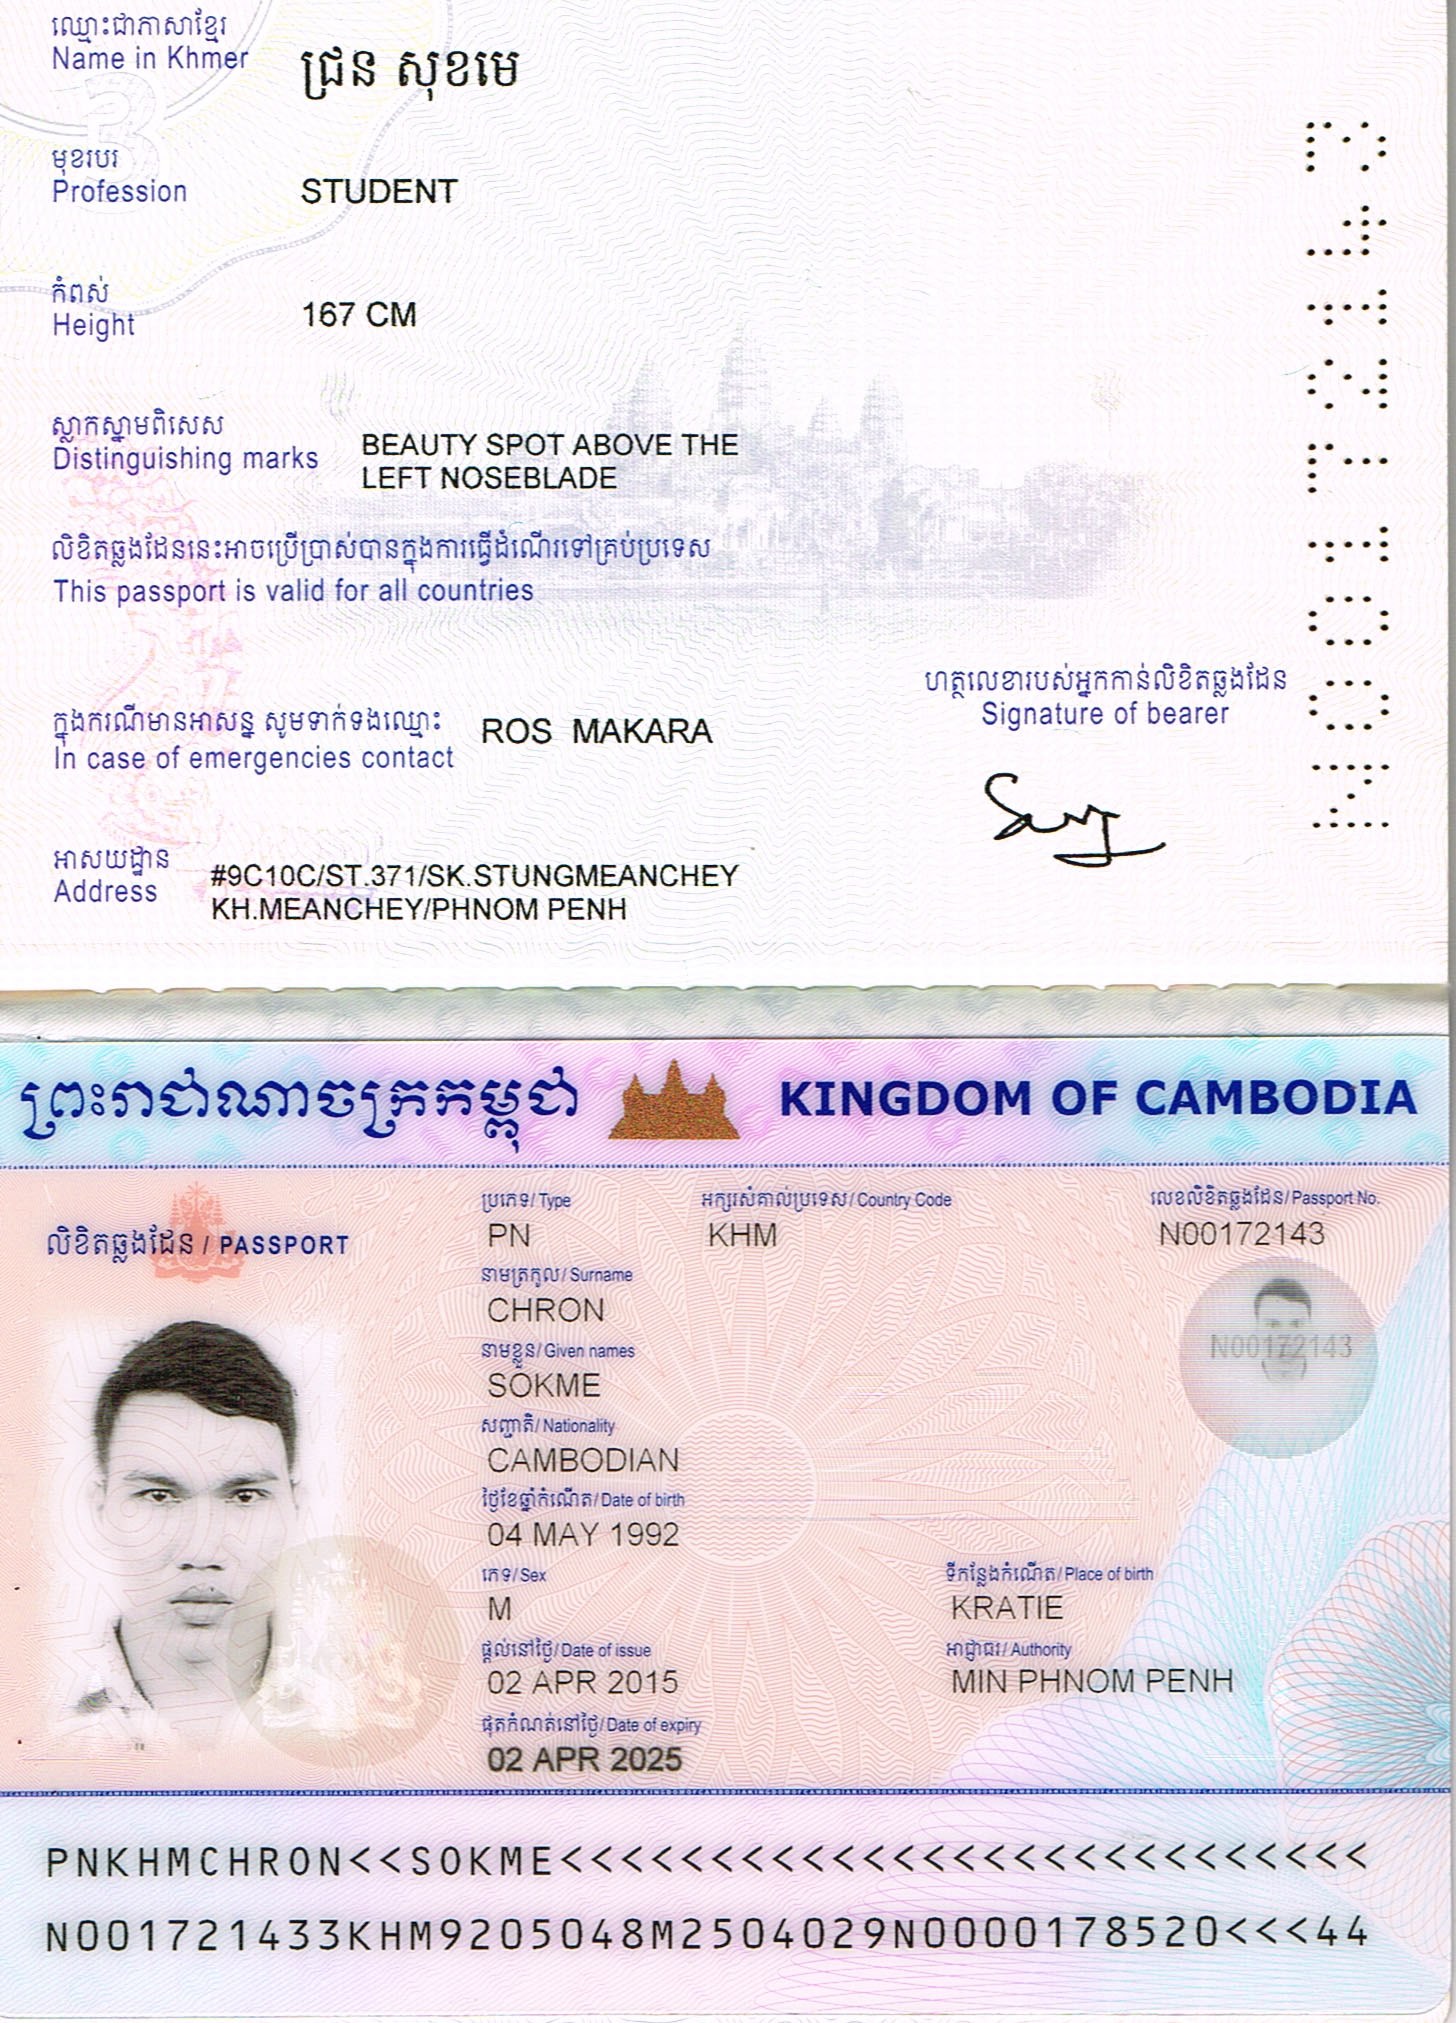 ឈ្មោះជាភាសាខ្មែរ
Name in Khmer
ជ្រន សុខមេ
មុខរបរ
Profession
STUDENT
កំពស់
Height
167 CM
ស្លាកស្នាមពិសេស
Distinguishing marks
BEAUTY SPOT ABOVE THE
LEFT NOSEBLADE
លិខិតឆ្លងដែននេះអាចប្រើប្រាស់បានក្នុងការធ្វើដំណើរទៅគ្រប់ប្រទេស
This passport is valid for all countries
ហត្ថលេខារបស់អ្នកកាន់លិខិតឆ្លងដែន
Signature of bearer
ក្នុងករណីមានអាសន្ន សូមទាក់ទងឈ្មោះ
In case of emergencies contact
ROS MAKARA
អាសយដ្ឋាន
Address
#9C10C/ST.371/SK.STUNGMEANCHEY
KH.MEANCHEY/PHNOM PENH
N00172143
ព្រះរាជាណាចក្រកម្ពុជា
KINGDOM OF CAMBODIA
លិខិតឆ្លងដែន / PASSPORT
ប្រភេទ/ Type
PN
អក្សរសំគាល់ប្រទេស/ Country Code
KHM
លេខលិខិតឆ្លងដែន/ Passport No.
N00172143
នាមត្រកូល/ Surname
CHRON
N00172143
នាមខ្លួន/ Given names
SOKME
សញ្ជាតិ/ Nationality
CAMBODIAN
ថ្ងៃខែឆ្នាំកំណើត/ Date of birth
04 MAY 1992
ភេទ/ Sex
M
ទីកន្លែងកំណើត/ Place of birth
KRATIE
ផ្តល់នៅថ្ងៃ/ Date of issue
02 APR 2015
អាជ្ញាធរ/ Authority
MIN PHNOM PENH
ផុតកំណត់នៅថ្ងៃ/ Date of expiry
02 APR 2025
PNKHMCHRON<<SOKME<<<<<<<<<<<<<<<<<<<<<<<<<<<
N001721433KHM9205048M2504029N0000178520<<<44